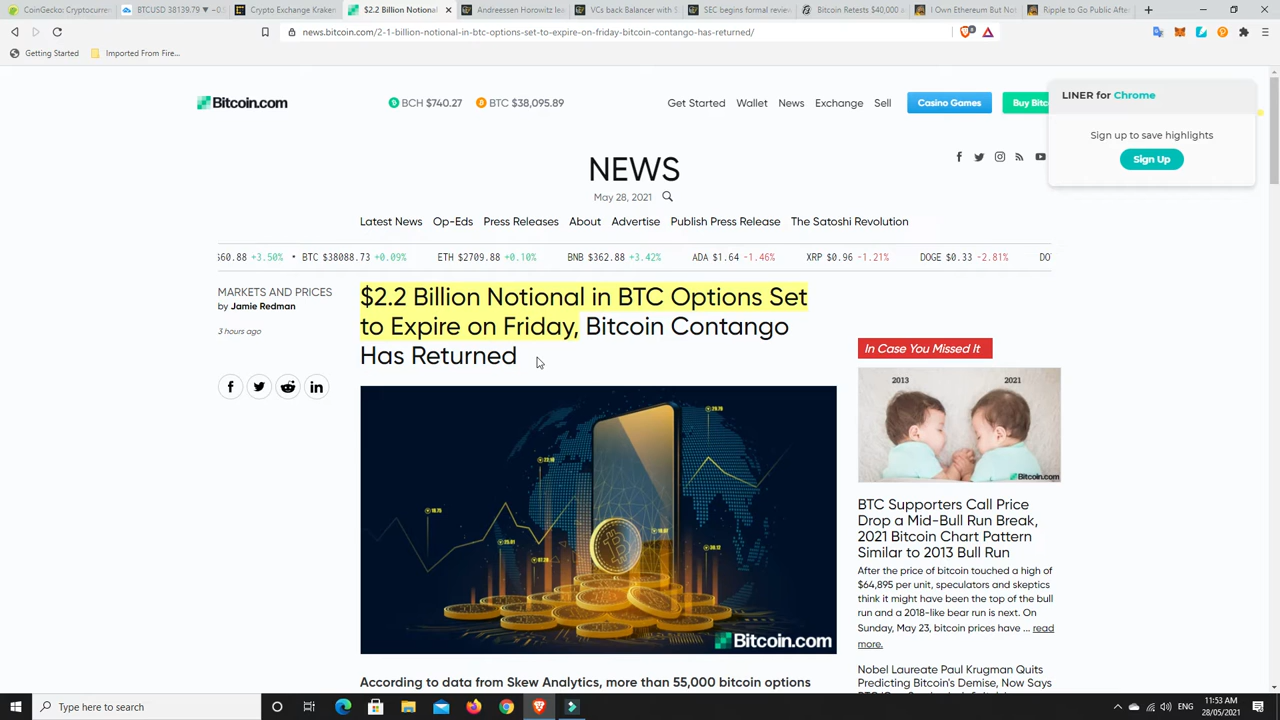 CoinGecko: Cryptocurren
BTCUSD 38139.79 ▼ −0.5
Crypto Exchange Kraken
$2.2 Billion Notional
Andreessen Horowitz lea
VCs back Balancer with $
SEC begins formal review
Bitcoin Retests $40,000 a
I Own Ethereum But Not
Ripple to Go Public After
news.bitcoin.com/2-1-billion-notional-in-btc-options-set-to-expire-on-friday-bitcoin-contango-has-returned/
Getting Started
Imported From Firef...
Bitcoin.com
BCH $740.27
BTC $38,095.89
Get Started
Wallet
News
Exchange
Sell
Casino Games
Buy Bitc
LINER for Chrome
Sign up to save highlights
Sign Up
NEWS
May 28, 2021
Latest News
Op-Eds
Press Releases
About
Advertise
Publish Press Release
The Satoshi Revolution
60.88 +3.50% • BTC $38088.73 +0.09%
ETH $2709.88 +0.10%
BNB $362.88 +3.42%
ADA $1.64 -1.46%
XRP $0.96 -1.21%
DOGE $0.33 -2.81%
DO
MARKETS AND PRICES
by Jamie Redman
3 hours ago
$2.2 Billion Notional in BTC Options Set
to Expire on Friday, Bitcoin Contango
Has Returned
Bitcoin.com
According to data from Skew Analytics, more than 55,000 bitcoin options
In Case You Missed It
2013
2021
Bitcoin.com
BTC Supporters Call Price
Drop a Mid-Bull Run Break,
2021 Bitcoin Chart Pattern
Similar to 2013 Bull Run
After the price of bitcoin touched a high of
$64,895 per unit, speculators and skeptics
think it might have been the top of the bull
run and a 2018-like bear run is next. On
Sunday, May 23, bitcoin prices have ... read
more.
Nobel Laureate Paul Krugman Quits
Predicting Bitcoin's Demise, Now Says
Type here to search
ENG
11:53 AM
28/05/2021